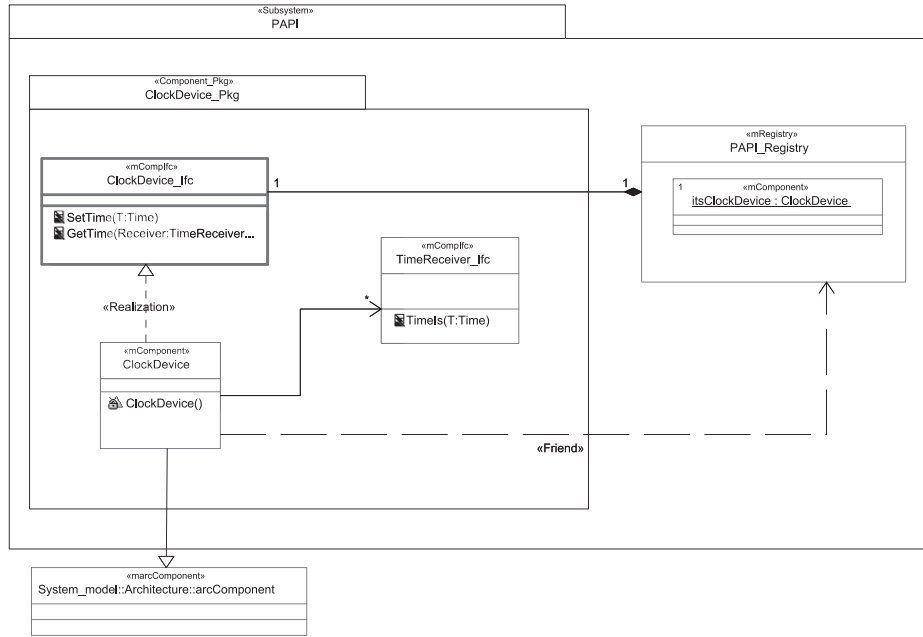 «Subsystem»
PAPI
«Component_Pkg»
ClockDevice_Pkg
«mCompIfc»
ClockDevice_Ifc
SetTime(T:Time)
GetTime(Receiver:TimeReceiver...
1
1
«mRegistry»
PAPI_Registry
1
«mComponent»
itsClockDevice : ClockDevice
«mCompIfc»
TimeReceiver_Ifc
TimeIs(T:Time)
*
«Realization»
«mComponent»
ClockDevice
ClockDevice()
«Friend»
«marcComponent»
System_model::Architecture::arcComponent